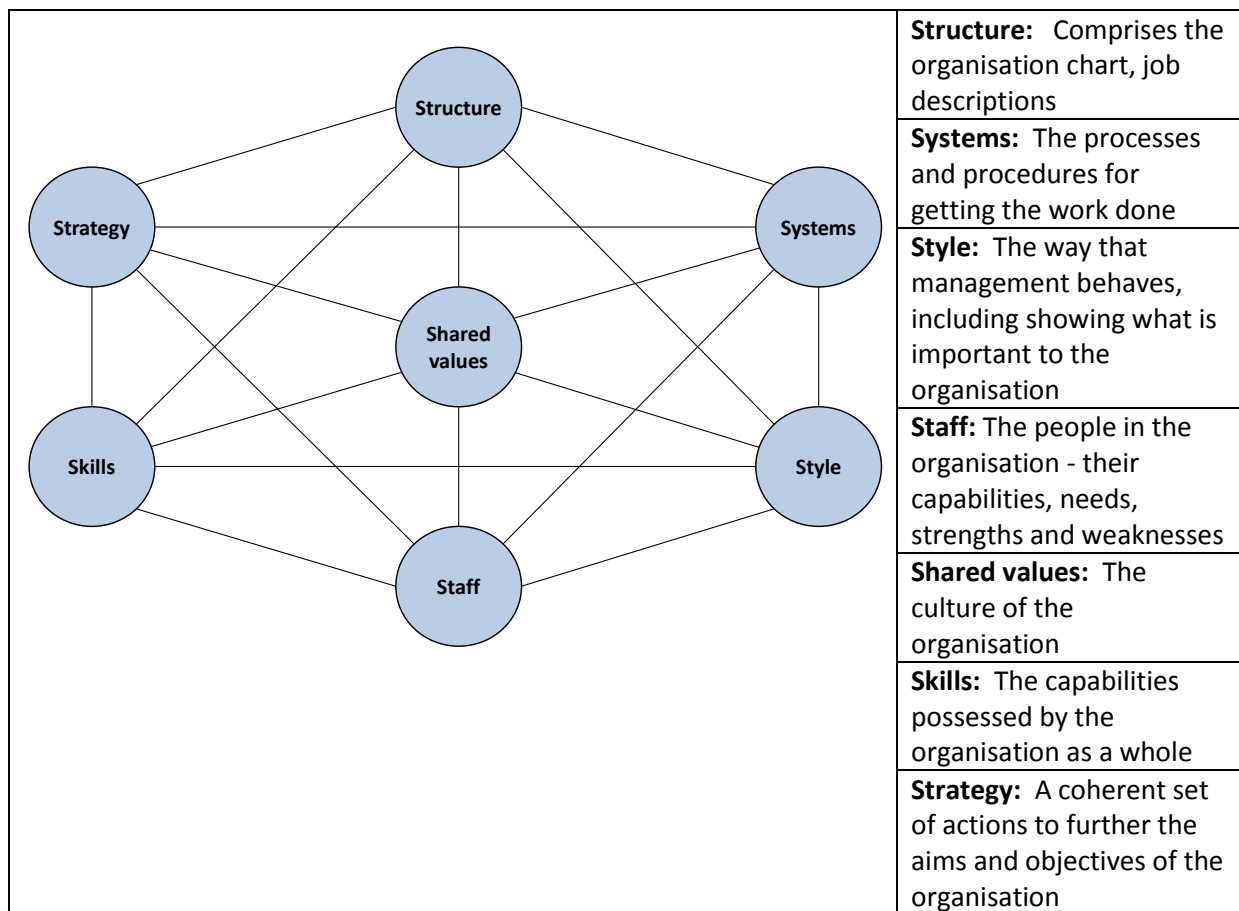 Structure
Strategy
Systems
Shared
values
Skills
Style
Staff
Structure: Comprises the
organisation chart, job
descriptions
Systems: The processes
and procedures for
getting the work done
Style: The way that
management behaves,
including showing what is
important to the
organisation
Staff: The people in the
organisation - their
capabilities, needs,
strengths and weaknesses
Shared values: The
culture of the
organisation
Skills: The capabilities
possessed by the
organisation as a whole
Strategy: A coherent set
of actions to further the
aims and objectives of the
organisation